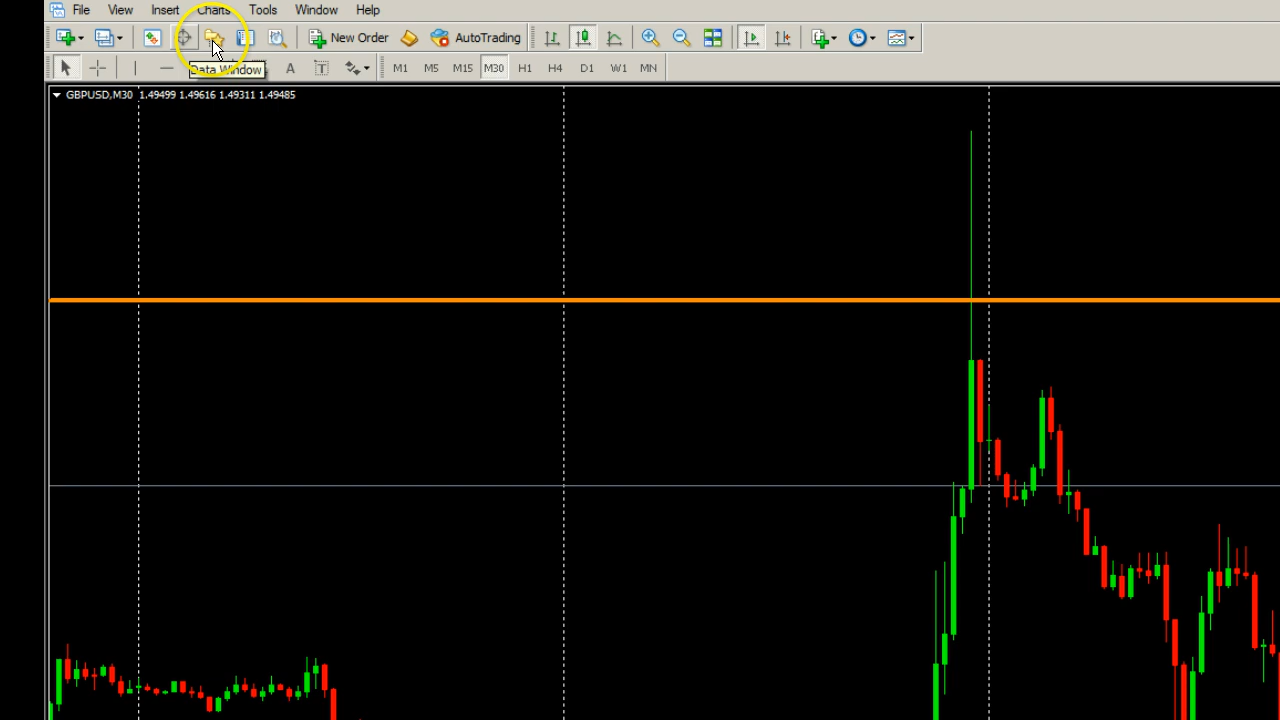 File View Insert Charts Tools Window Help
New Order AutoTrading
Data Window A T M1 M5 M15 M30 H1 H4 D1 W1 MN
GBPUSD,M30 1.49499 1.49616 1.49311 1.49485